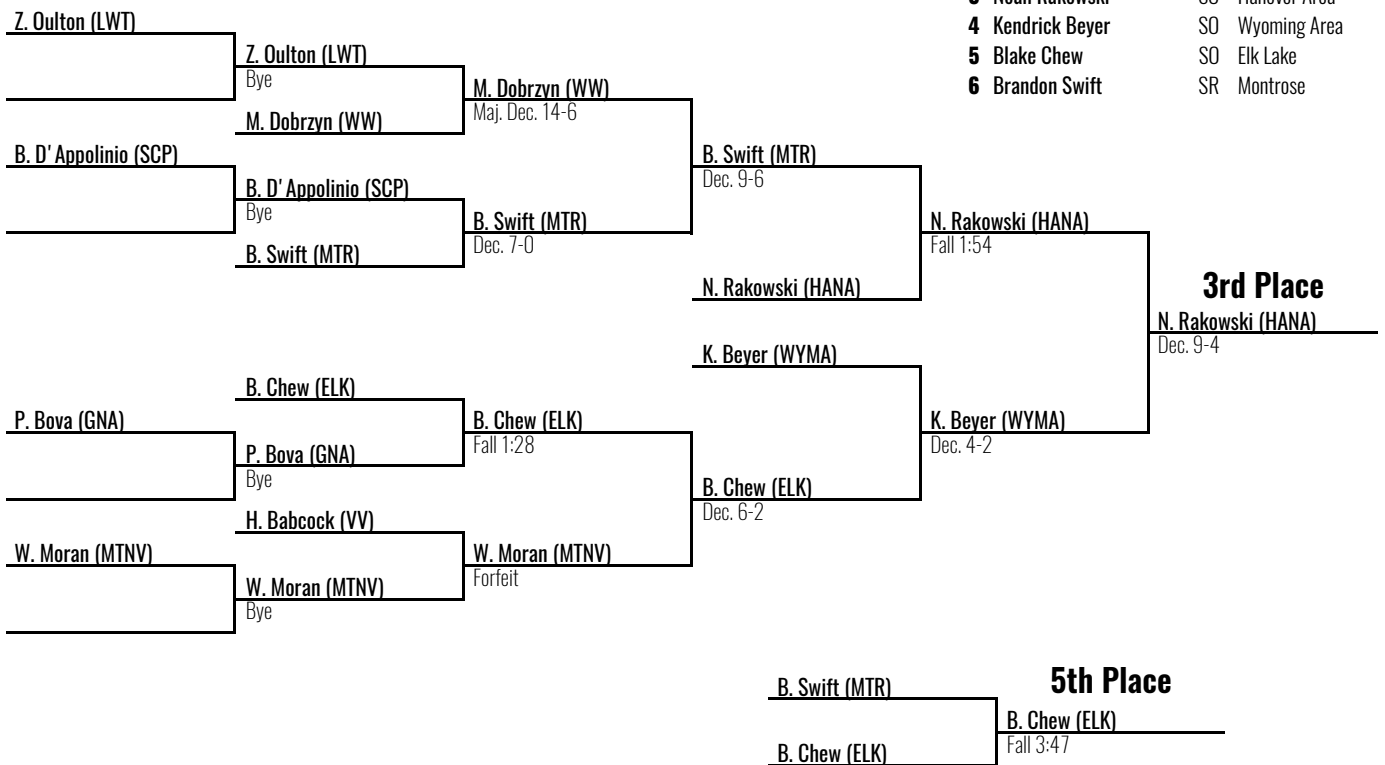 3 Noah Rakowski Hanover Area
4 Kendrick Beyer SO Wyoming Area
5 Blake Chew SO Elk Lake
6 Brandon Swift SR Montrose
Z. Oulton (LWT)
B. D'Appolinio (SCP)
P. Bova (GNA)
W. Moran (MTNV)
Z. Oulton (LWT)
Bye
M. Dobrzyn (WW)
B. D'Appolinio (SCP)
Bye
B. Swift (MTR)
B. Chew (ELK)
P. Bova (GNA)
Bye
H. Babcock (VV)
W. Moran (MTNV)
Bye
M. Dobrzyn (WW)
Maj. Dec. 14-6
B. Swift (MTR)
Dec. 7-0
B. Chew (ELK)
Fall 1:28
W. Moran (MTNV)
Forfeit
B. Swift (MTR)
Dec. 9-6
N. Rakowski (HANA)
K. Beyer (WYMA)
B. Chew (ELK)
Dec. 6-2
N. Rakowski (HANA)
Fall 1:54
K. Beyer (WYMA)
Dec. 4-2
3rd Place
N. Rakowski (HANA)
Dec. 9-4
5th Place
B. Swift (MTR)
B. Chew (ELK)
B. Chew (ELK)
Fall 3:47